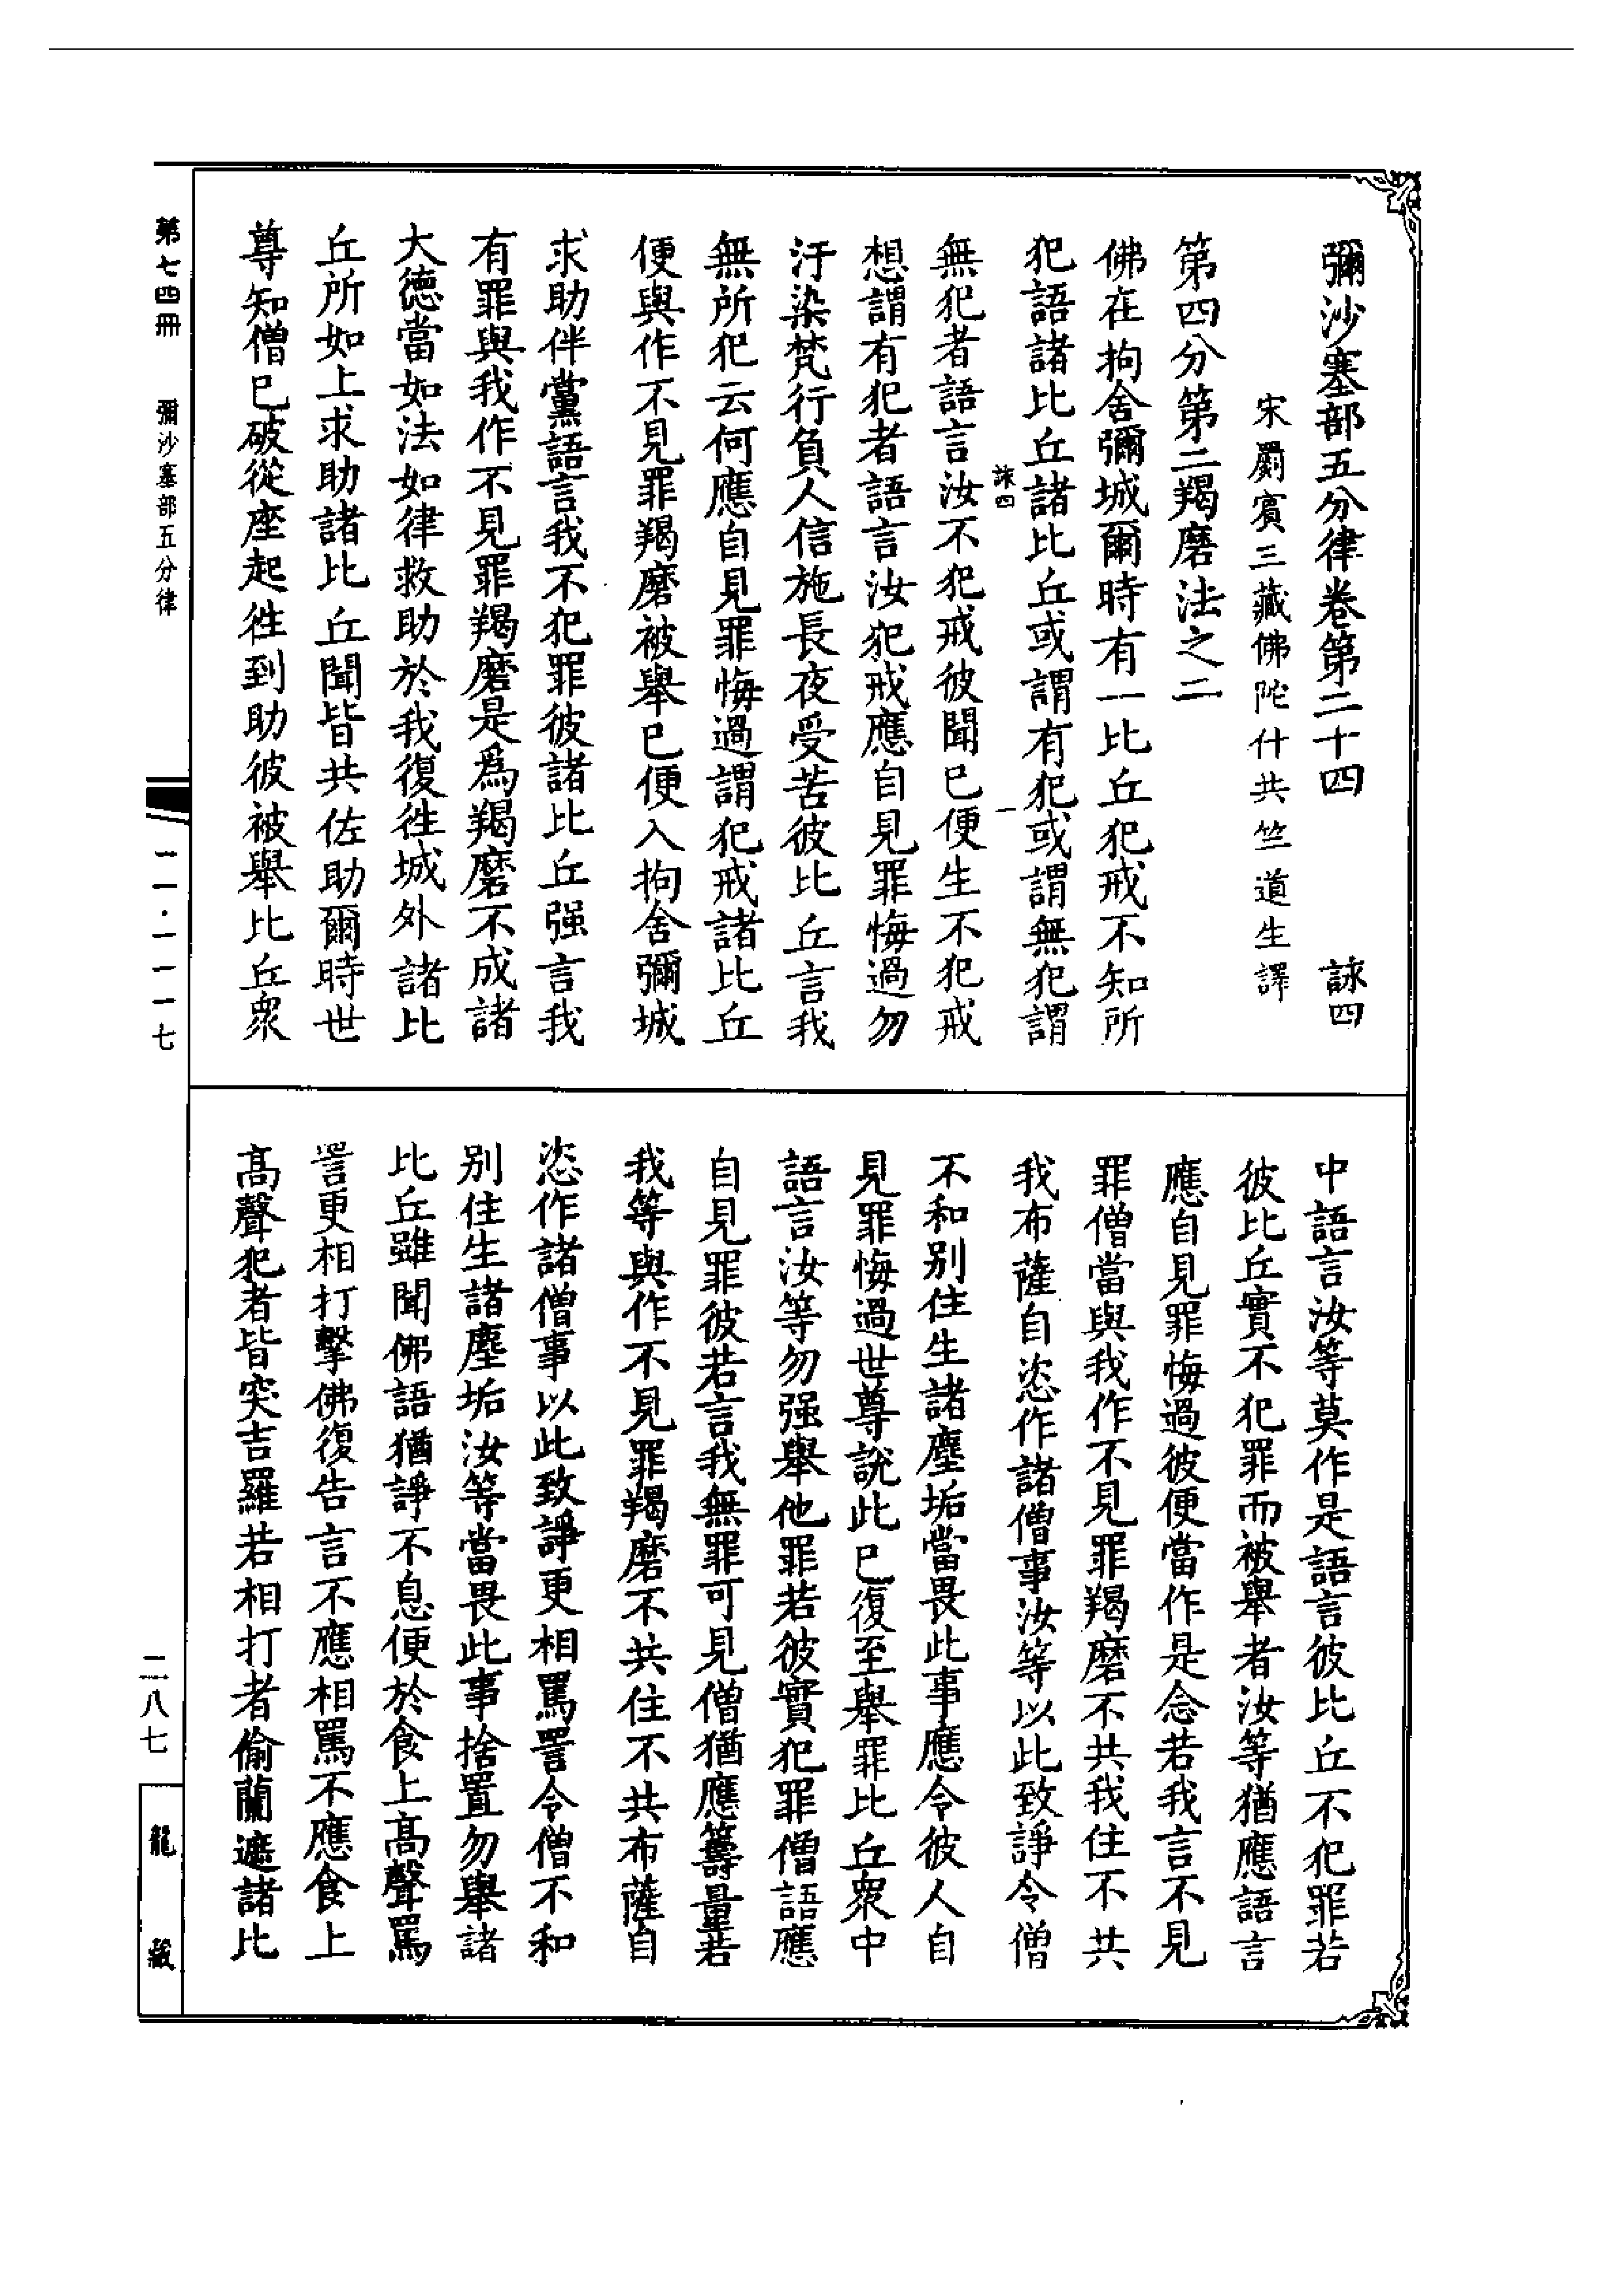 彌沙塞部五分律卷第二十四　詠四
宋罽賓三藏佛陀什共竺道生譯
第四分第二羯磨法之二
佛在拘舍彌城爾時有一比丘犯戒不知所
犯語諸比丘諸比丘或謂有犯或謂無犯謂
詠四　一
無犯者語言汝不犯戒彼聞已便生不犯戒
想謂有犯者語言汝犯戒應自見罪悔過勿
汙染梵行負人信施長夜受苦彼比丘言我
無所犯云何應自見罪悔過謂犯戒諸比丘
便與作不見罪羯磨被舉已便入拘舍彌城
求助伴黨語言我不犯罪彼諸比丘强言我
有罪與我作不見罪羯磨是爲羯磨不成諸
大德當如法如律救助於我復徃城外諸比
丘所如上求助諸比丘聞皆共佐助爾時世
尊知僧已破從座起徃到助彼被舉比丘衆
中語言汝等莫作是語言彼比丘不犯罪若
彼比丘實不犯罪而被舉者汝等猶應語言
應自見罪悔過彼便當作是念若我言不見
罪僧當與我作不見罪羯磨不共我住不共
我布薩自恣作諸僧事汝等以此致諍令僧
不和别住生諸塵垢當畏此事應令彼人自
見罪悔過世尊說此已復至舉罪比丘衆中
語言汝等勿强舉他罪若彼實犯罪僧語應
自見罪彼若言我無罪可見僧猶應籌量若
我等與作不見罪羯磨不共住不共布薩自
恣作諸僧事以此致諍更相罵詈令僧不和
别住生諸塵垢汝等當畏此事捨置勿舉諸
比丘雖聞佛語猶諍不息便於食上髙聲罵
詈更相打擊佛復告言不應相罵不應食上
髙聲犯者皆突吉羅若相打者偷蘭遮諸比
第七四冊　彌沙塞部五分律
一一·一一一七
二八七
龍藏